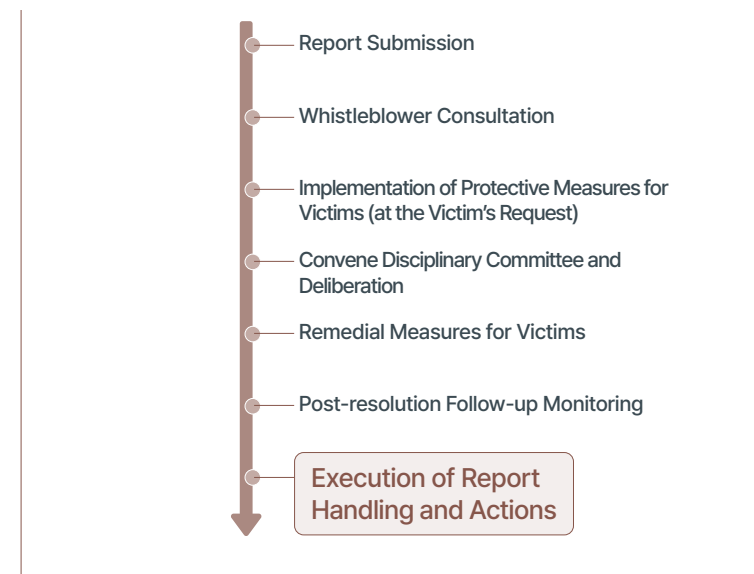 Report Submission
Whistleblower Consultation
Implementation of Protective Measures for
Victims (at the Victim’s Request)
Convene Disciplinary Committee and
Deliberation
Remedial Measures for Victims
Post-resolution Follow-up Monitoring
Execution of Report
Handling and Actions